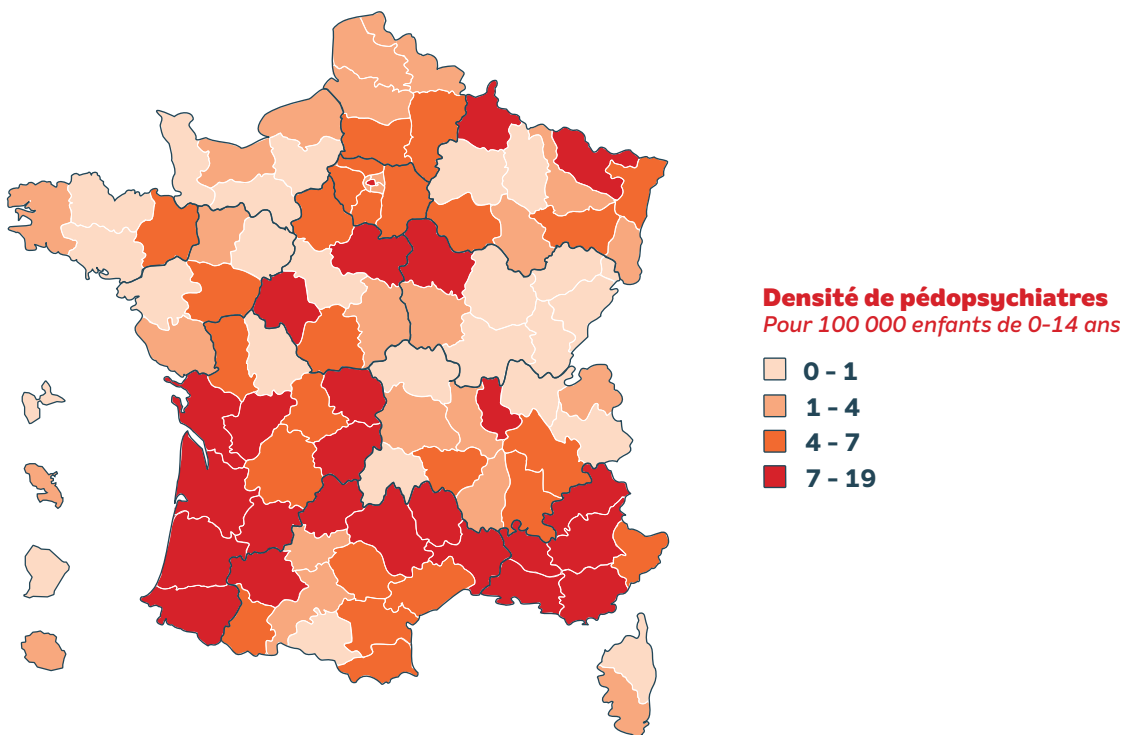 Densité de pédopsychiatres
Pour 100 000 enfants de 0-14 ans
0 - 1
1 - 4
4 - 7
7 - 19